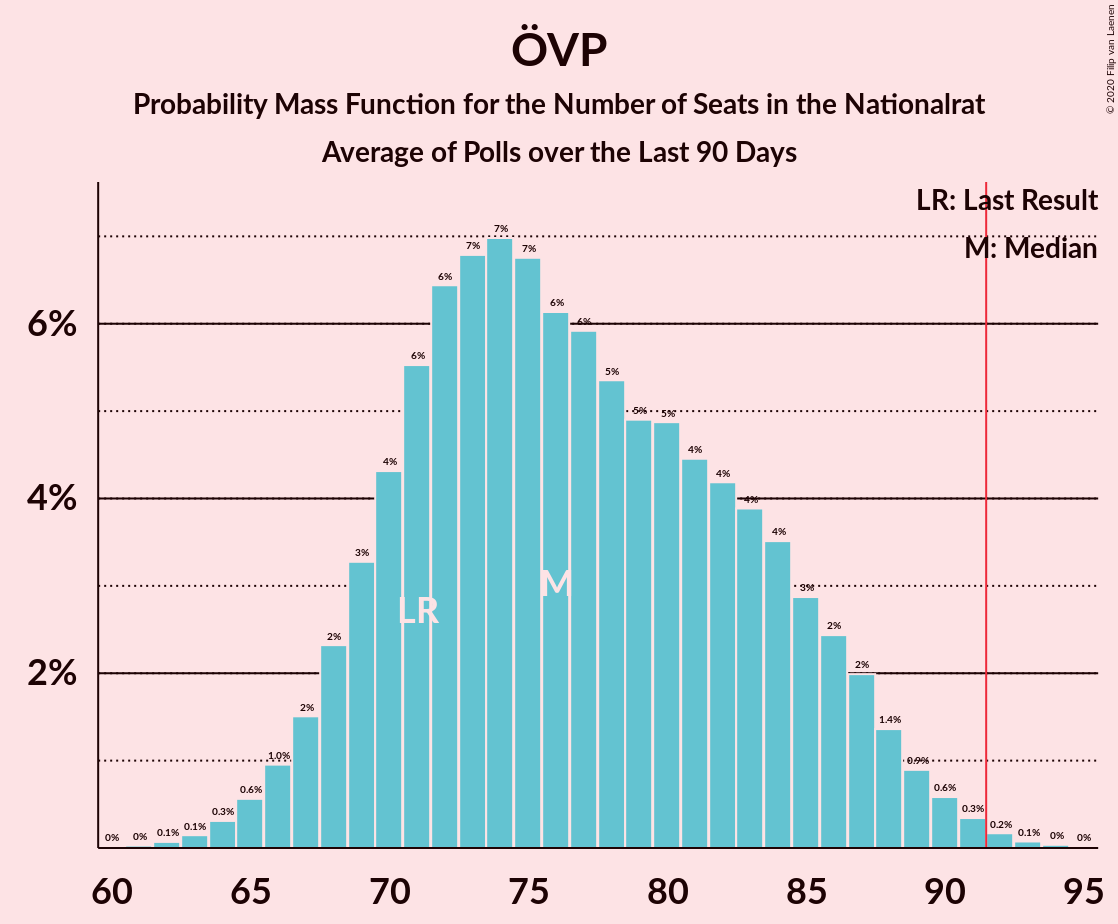 ÖVP
Probability Mass Function for the Number of Seats in the Nationalrat
Average of Polls over the Last 90 Days
© 2020 Filip van Laenen
LR: Last Result
M: Median
6%
4%
2%
0% 0% 0.1% 0.1% 0.3% 0.6% 1.0% 2% 2% 3% 4% 6% 6% 7% 7% 7% 6% 6% 5% 5% 5% 4% 4% 4% 4% 3% 2% 2% 1.4% 0.9% 0.6% 0.3% 0.2% 0.1% 0% 0%
LR
M
60 65 70 75 80 85 90 95